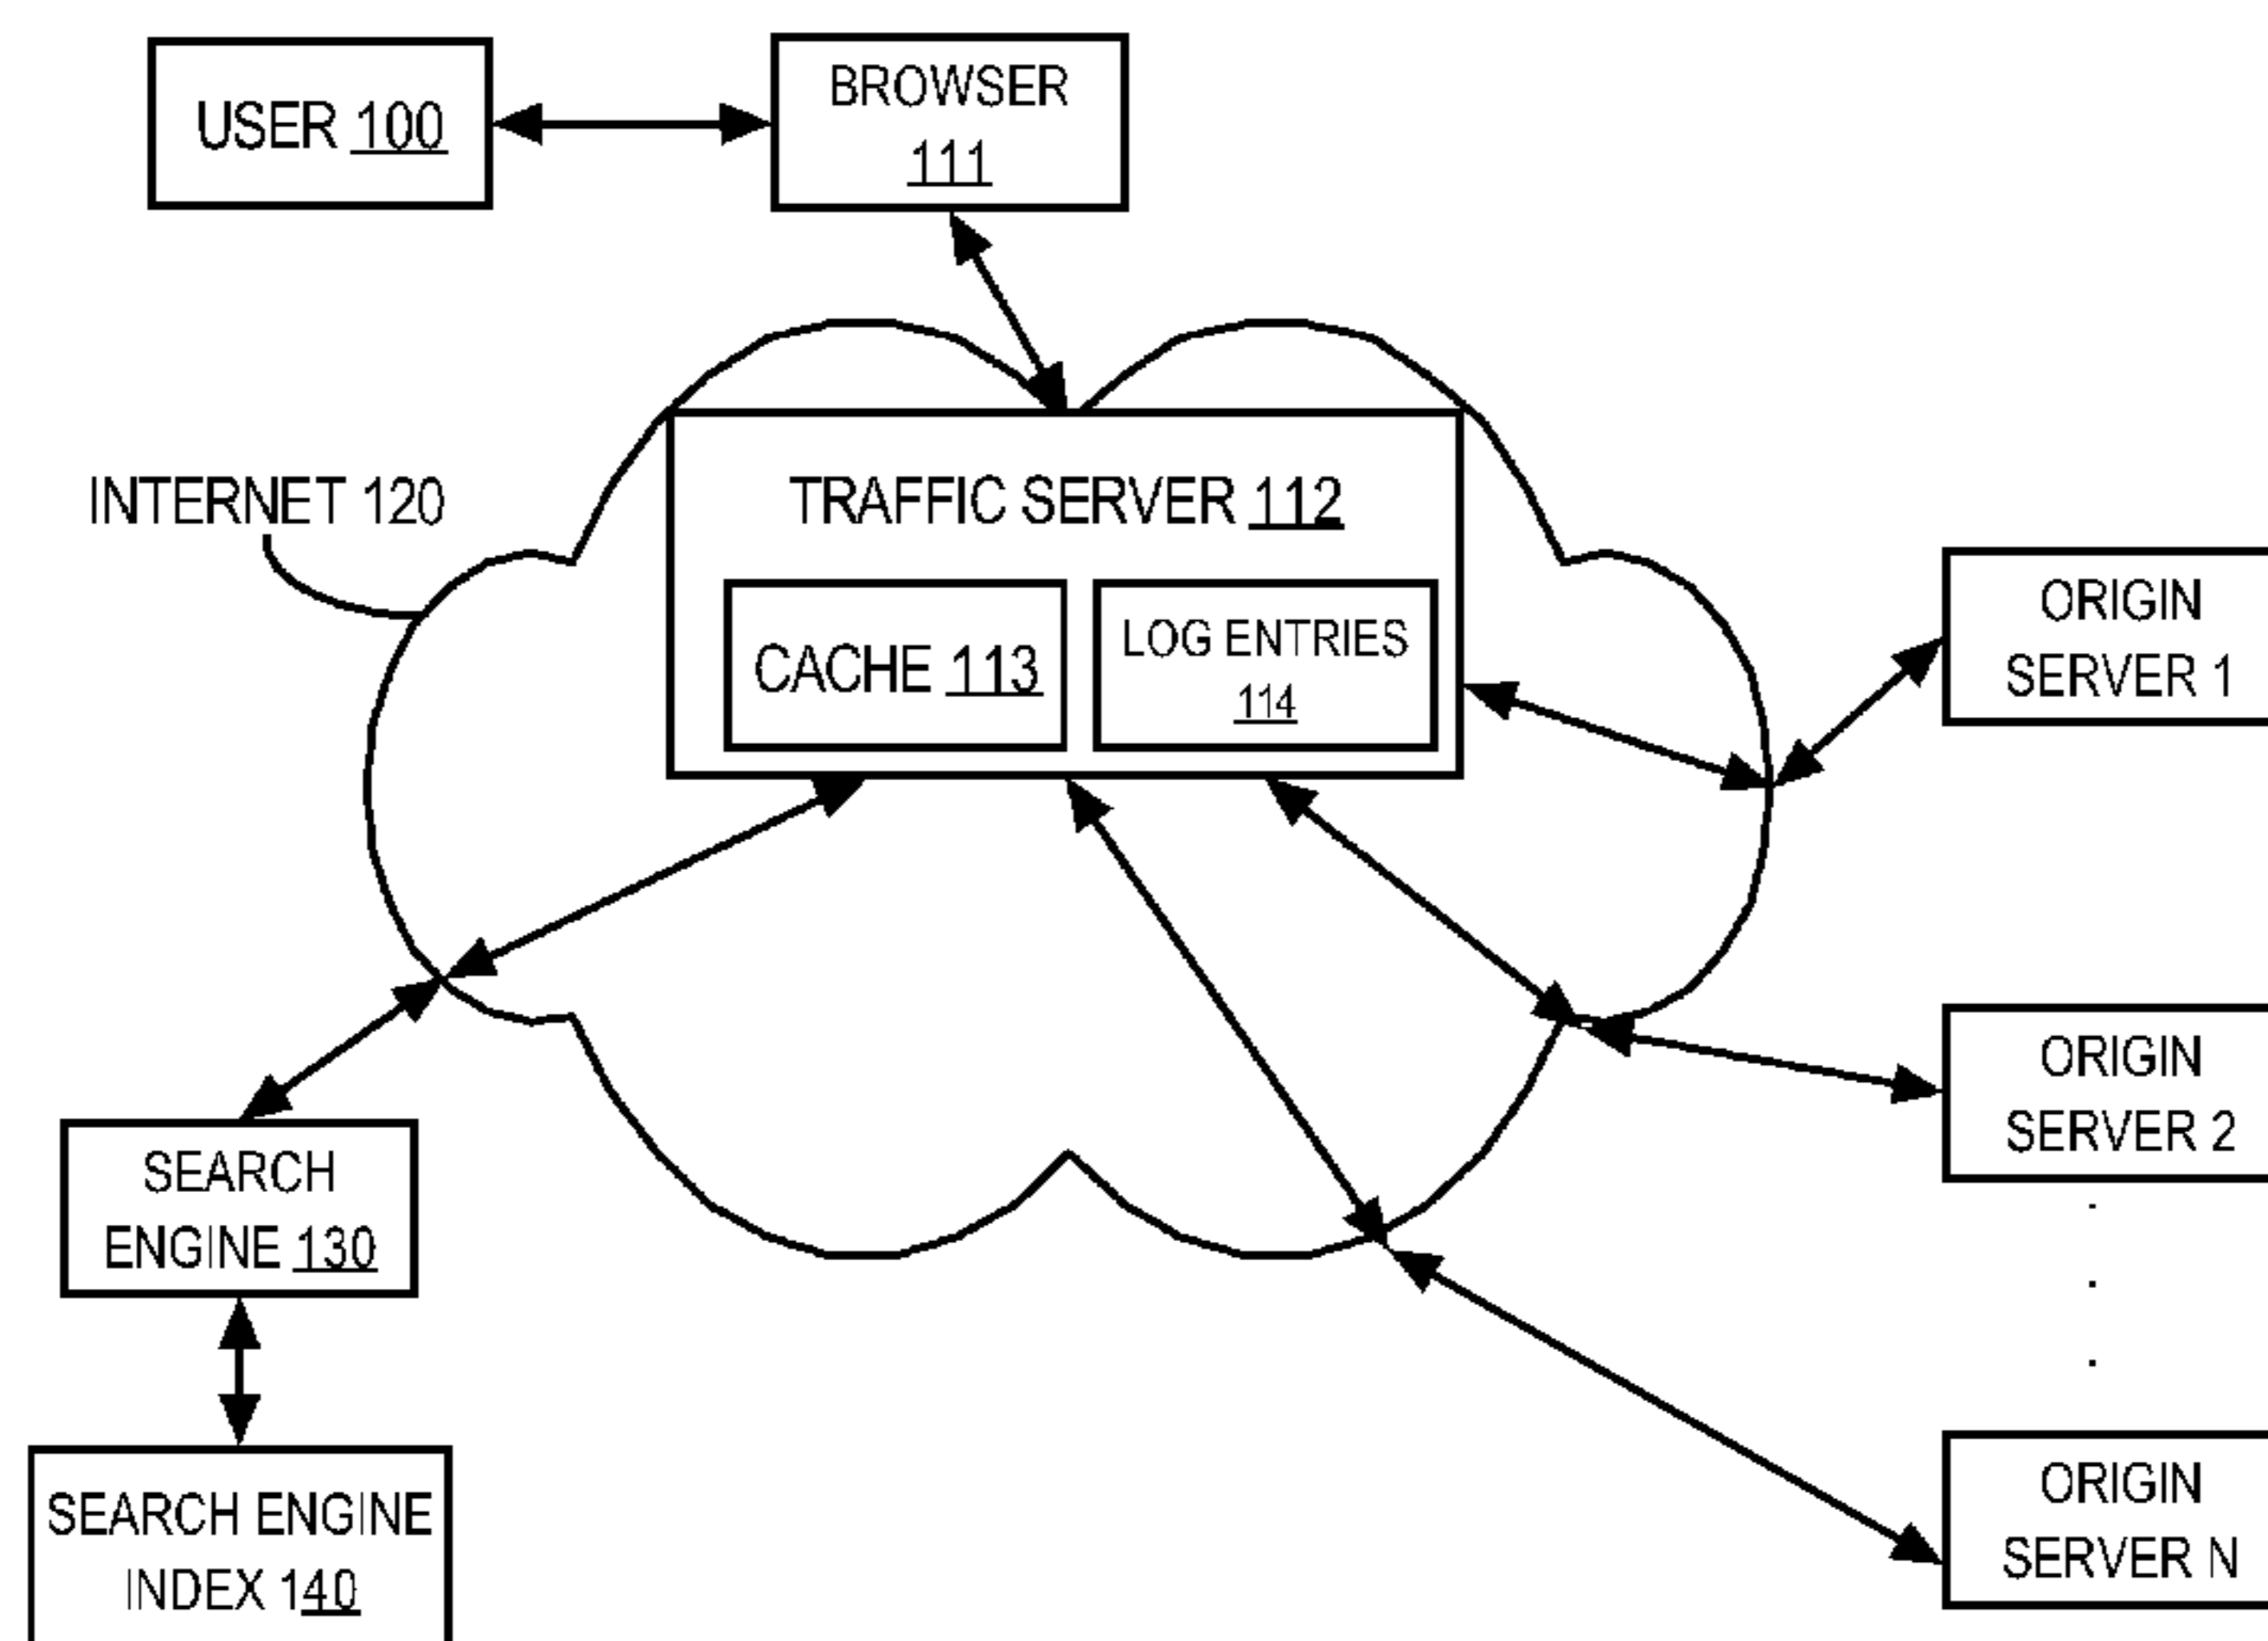 USER 100
BROWSER
111
INTERNET 120
TRAFFIC SERVER 112
CACHE 113
LOG ENTRIES
114
ORIGIN
SERVER 1
ORIGIN
SERVER 2
.
.
.
ORIGIN
SERVER N
SEARCH
ENGINE 130
SEARCH ENGINE
INDEX 140